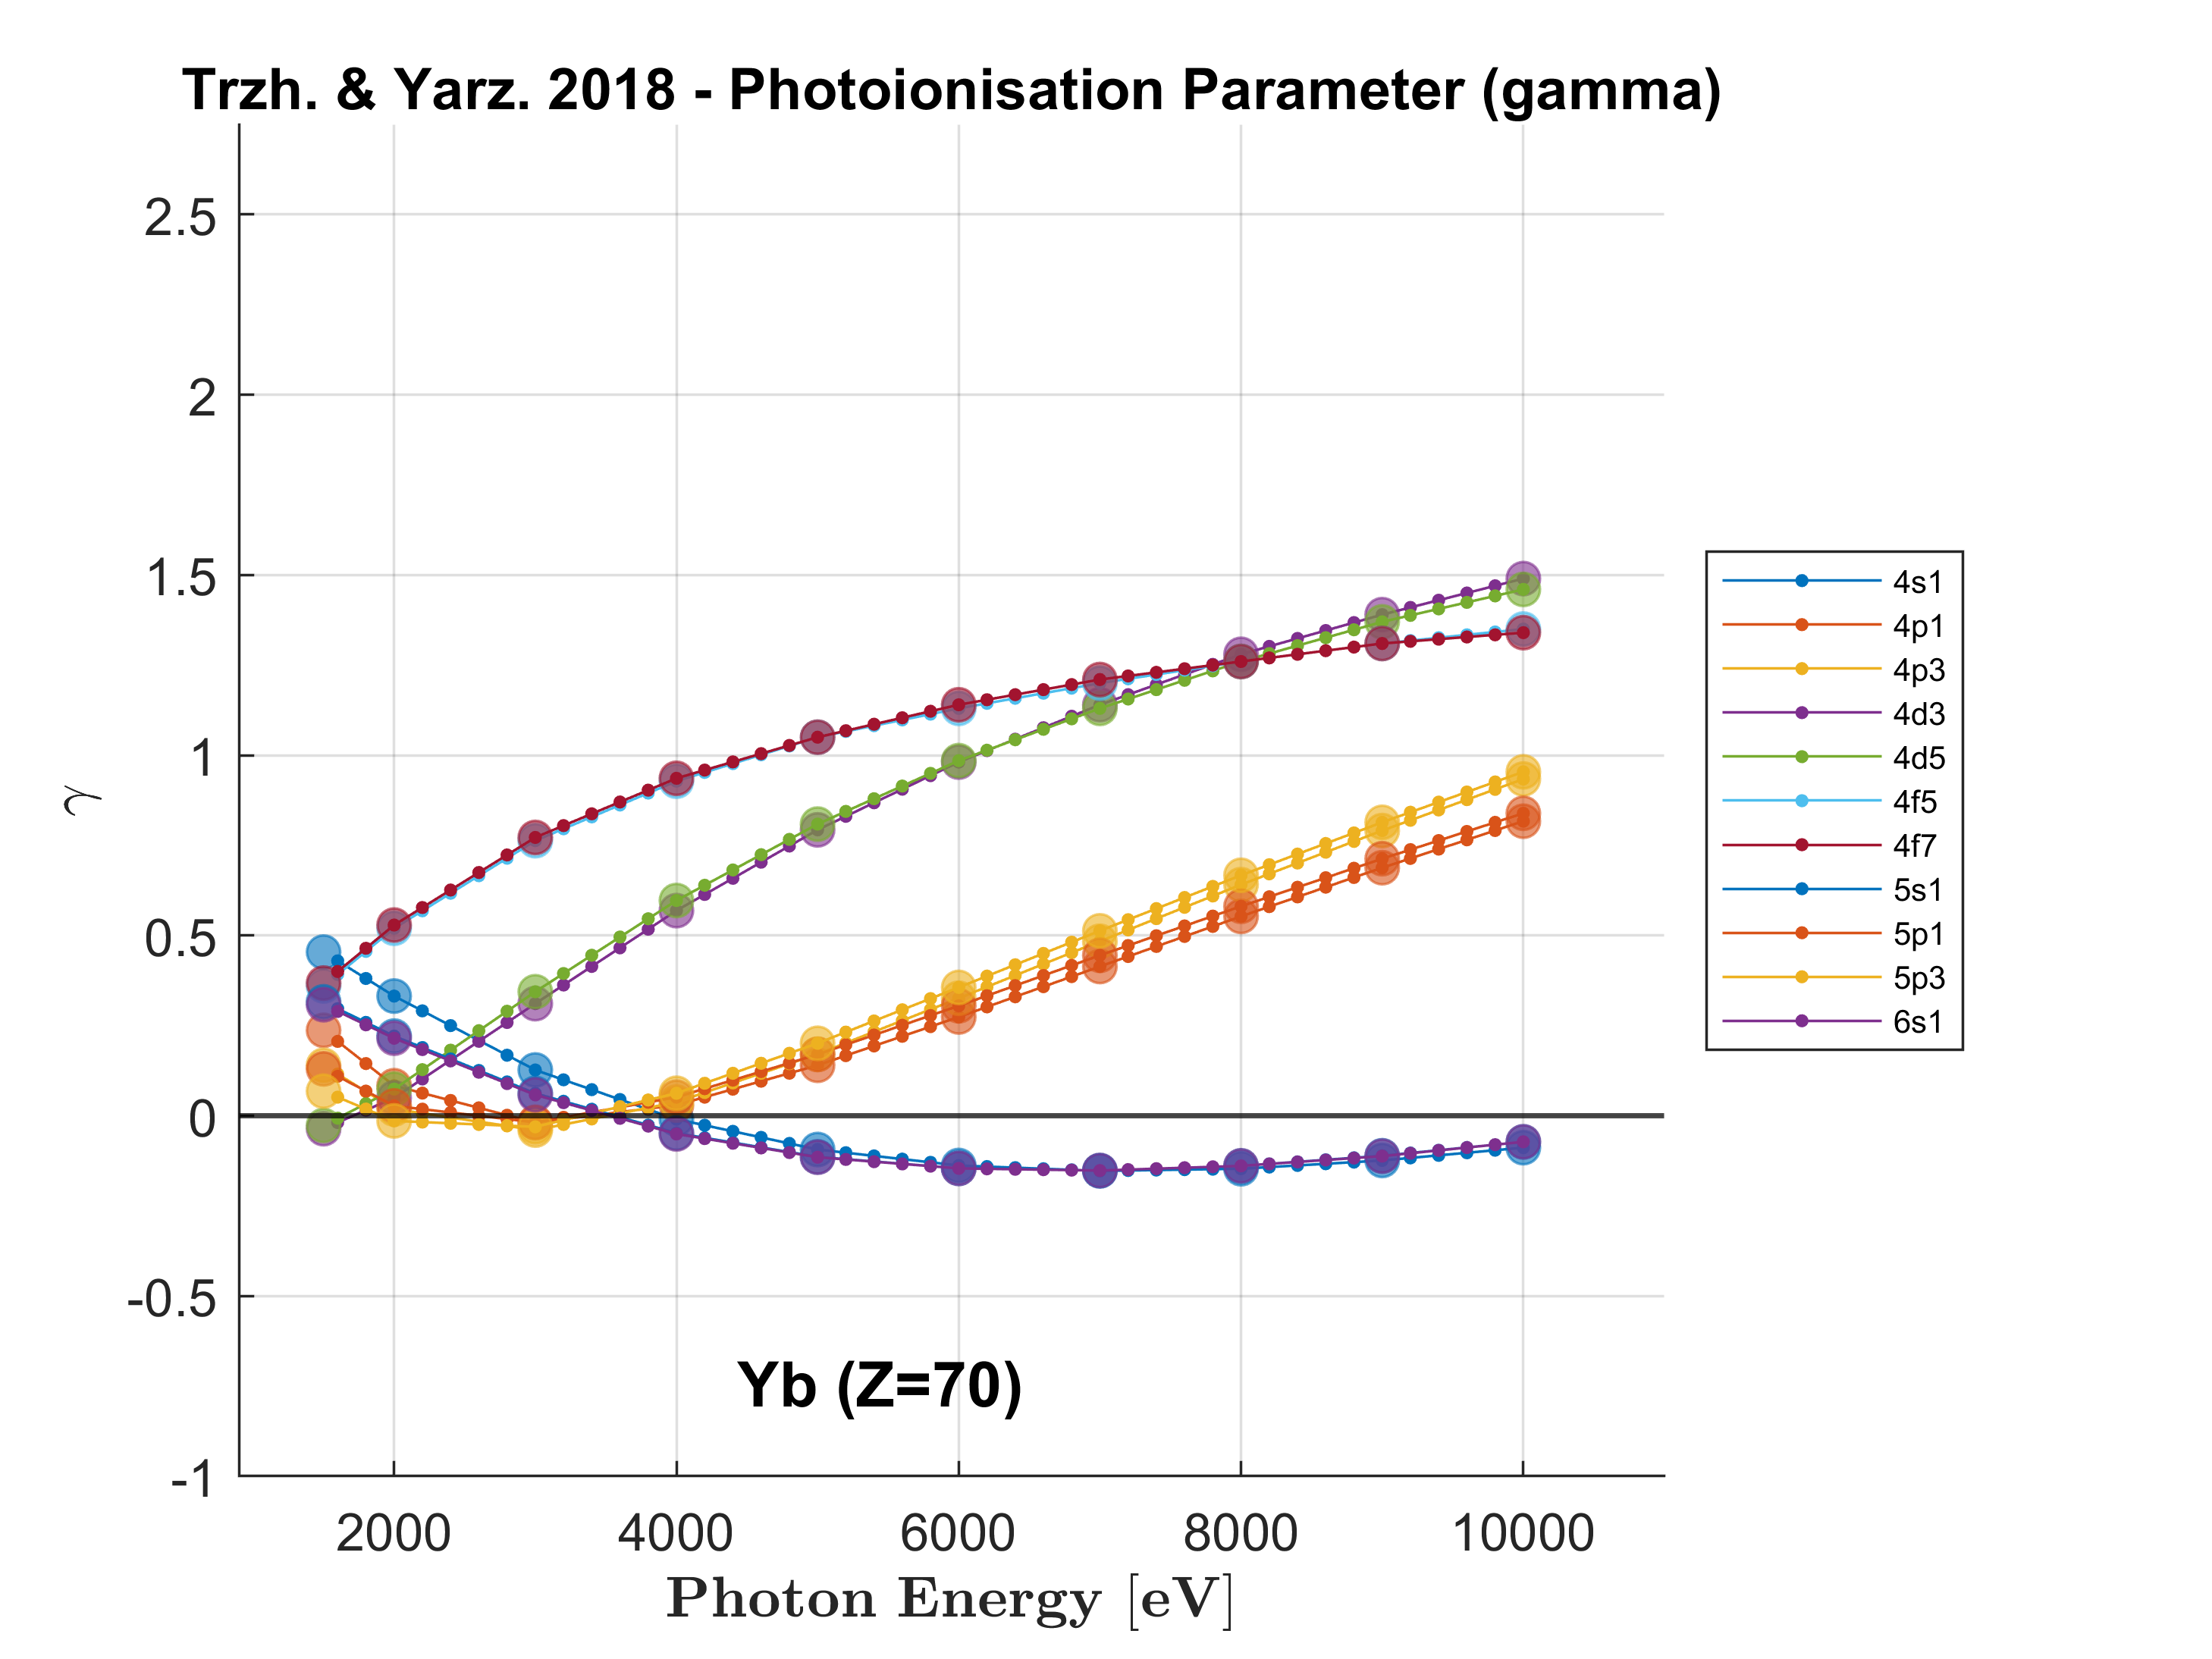 Trzh. & Yarz. 2018 - Photoionisation Parameter (gamma)
2.5
2
1.5
1
0.5
0
-0.5
-1
γ
4s1
4p1
4p3
4d3
4d5
4f5
4f7
5s1
5p1
5p3
6s1
Yb (Z=70)
2000 4000 6000 8000 10000
Photon Energy [eV]